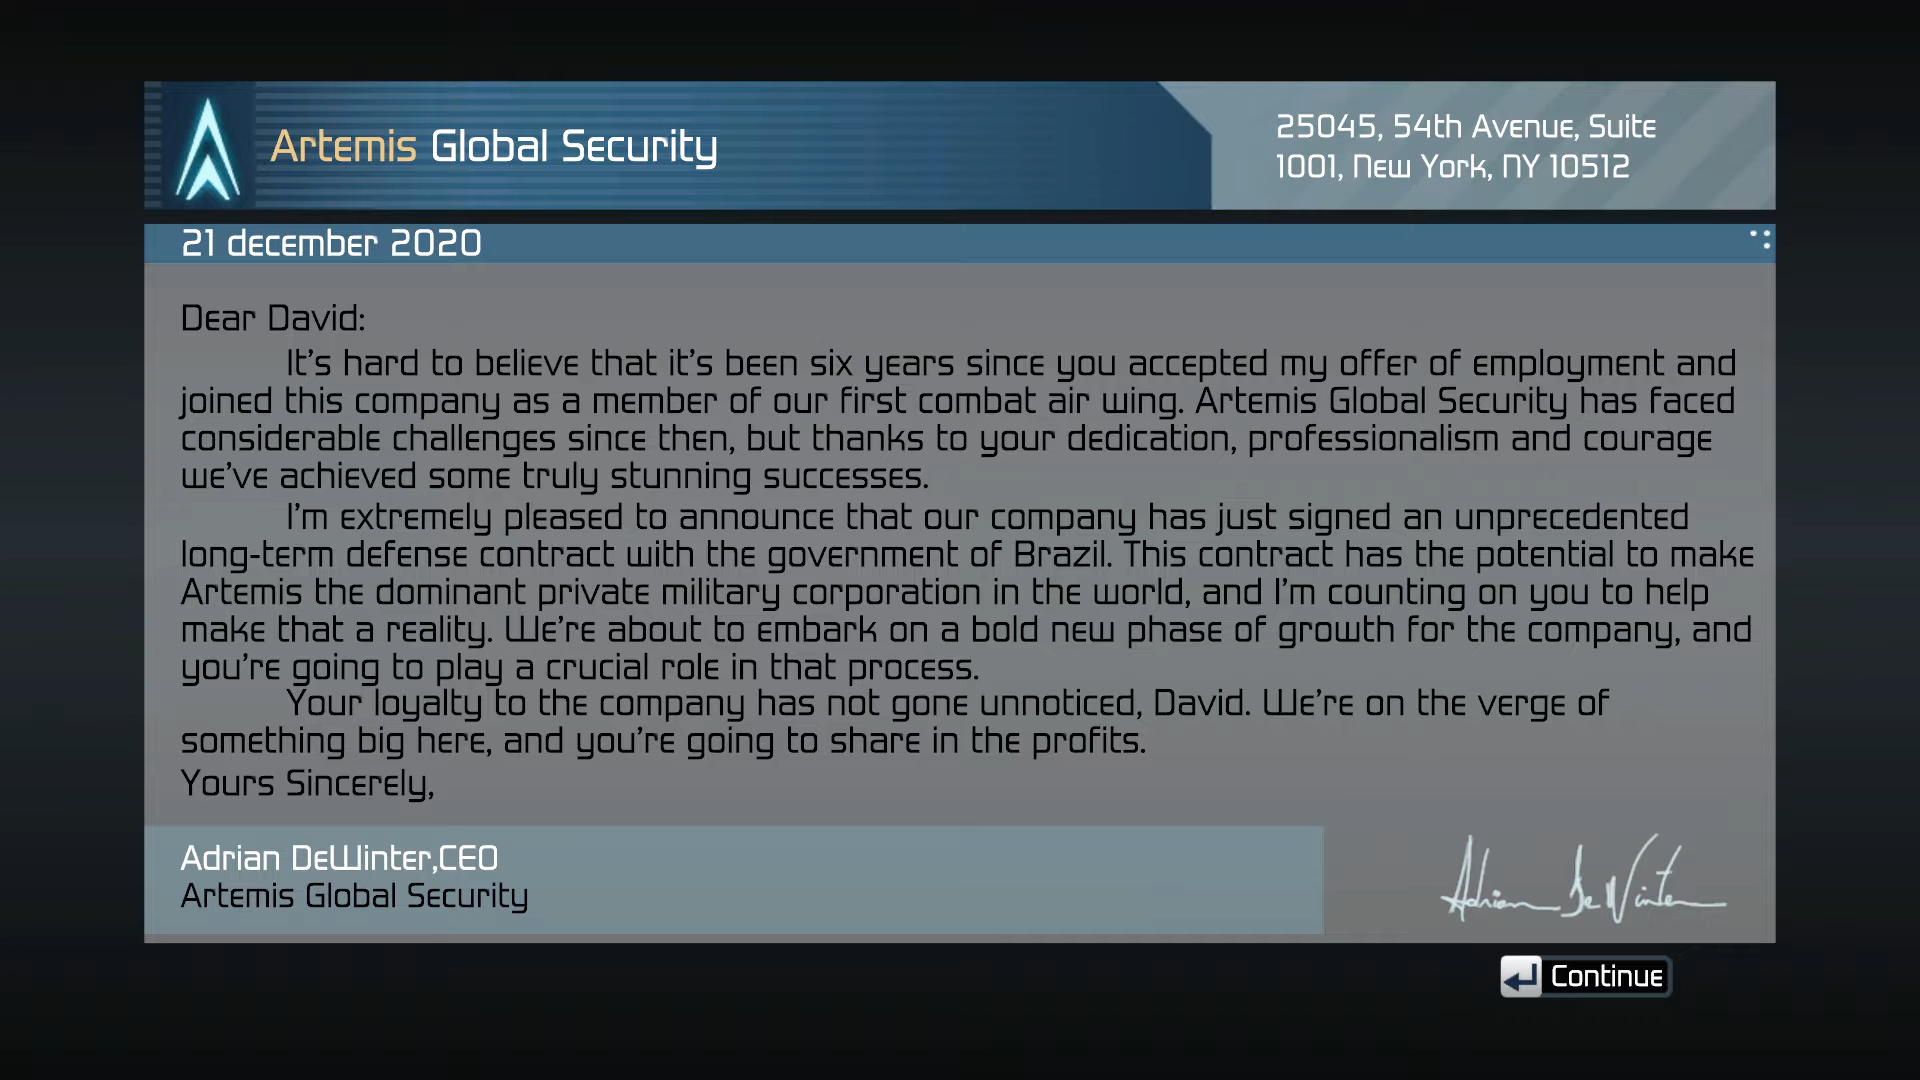 Artemis Global Security
25045, 54th Avenue, Suite
1001, New York, NY 10512
21 december 2020
Dear David:
It's hard to believe that it's been six years since you accepted my offer of employment and
joined this company as a member of our first combat air wing. Artemis Global Security has faced
considerable challenges since then, but thanks to your dedication, professionalism and courage
we've achieved some truly stunning successes.
I'm extremely pleased to announce that our company has just signed an unprecedented
long-term defense contract with the government of Brazil. This contract has the potential to make
Artemis the dominant private military corporation in the world, and I'm counting on you to help
make that a reality. We're about to embark on a bold new phase of growth for the company, and
you're going to play a crucial role in that process.
Your loyalty to the company has not gone unnoticed, David. We're on the verge of
something big here, and you're going to share in the profits.
Yours Sincerely,
Adrian DeWinter,CEO
Artemis Global Security
Adrian DeWinter
Continue